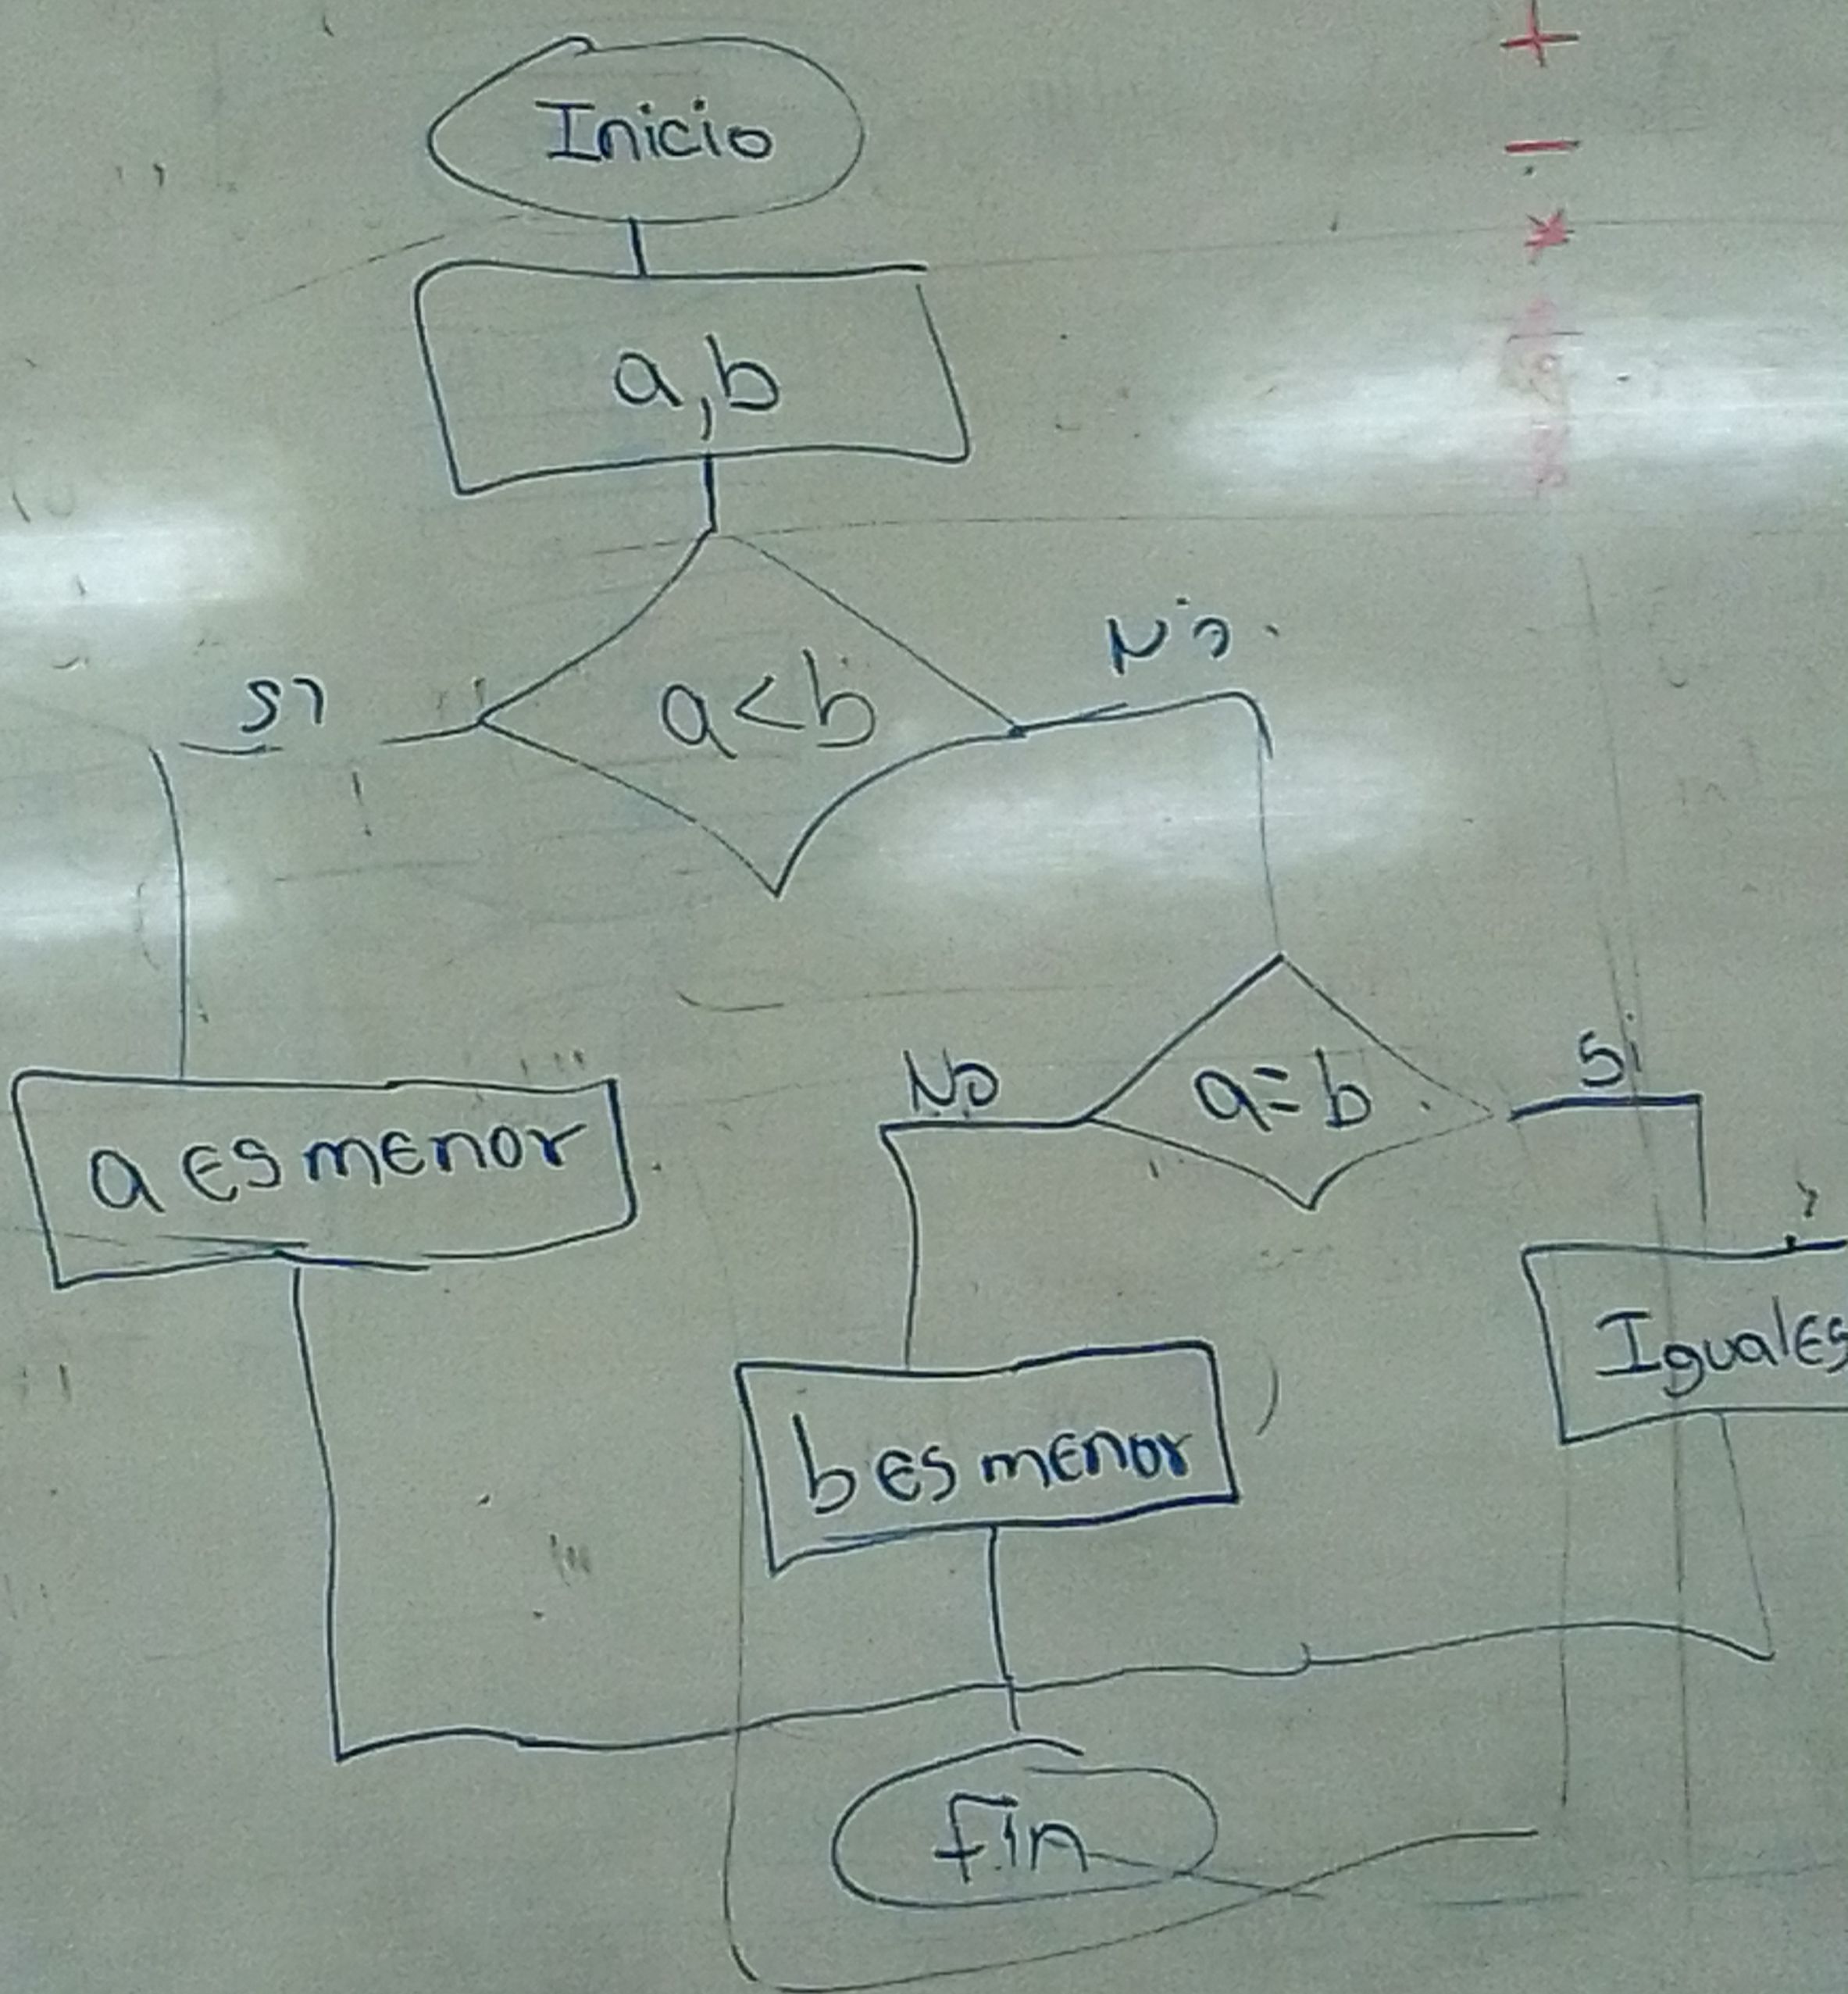 Inicio
a,b
a<b
Si
No
a=b
No
Si
a es menor
Iguales
b es menor
fin
+
-
*